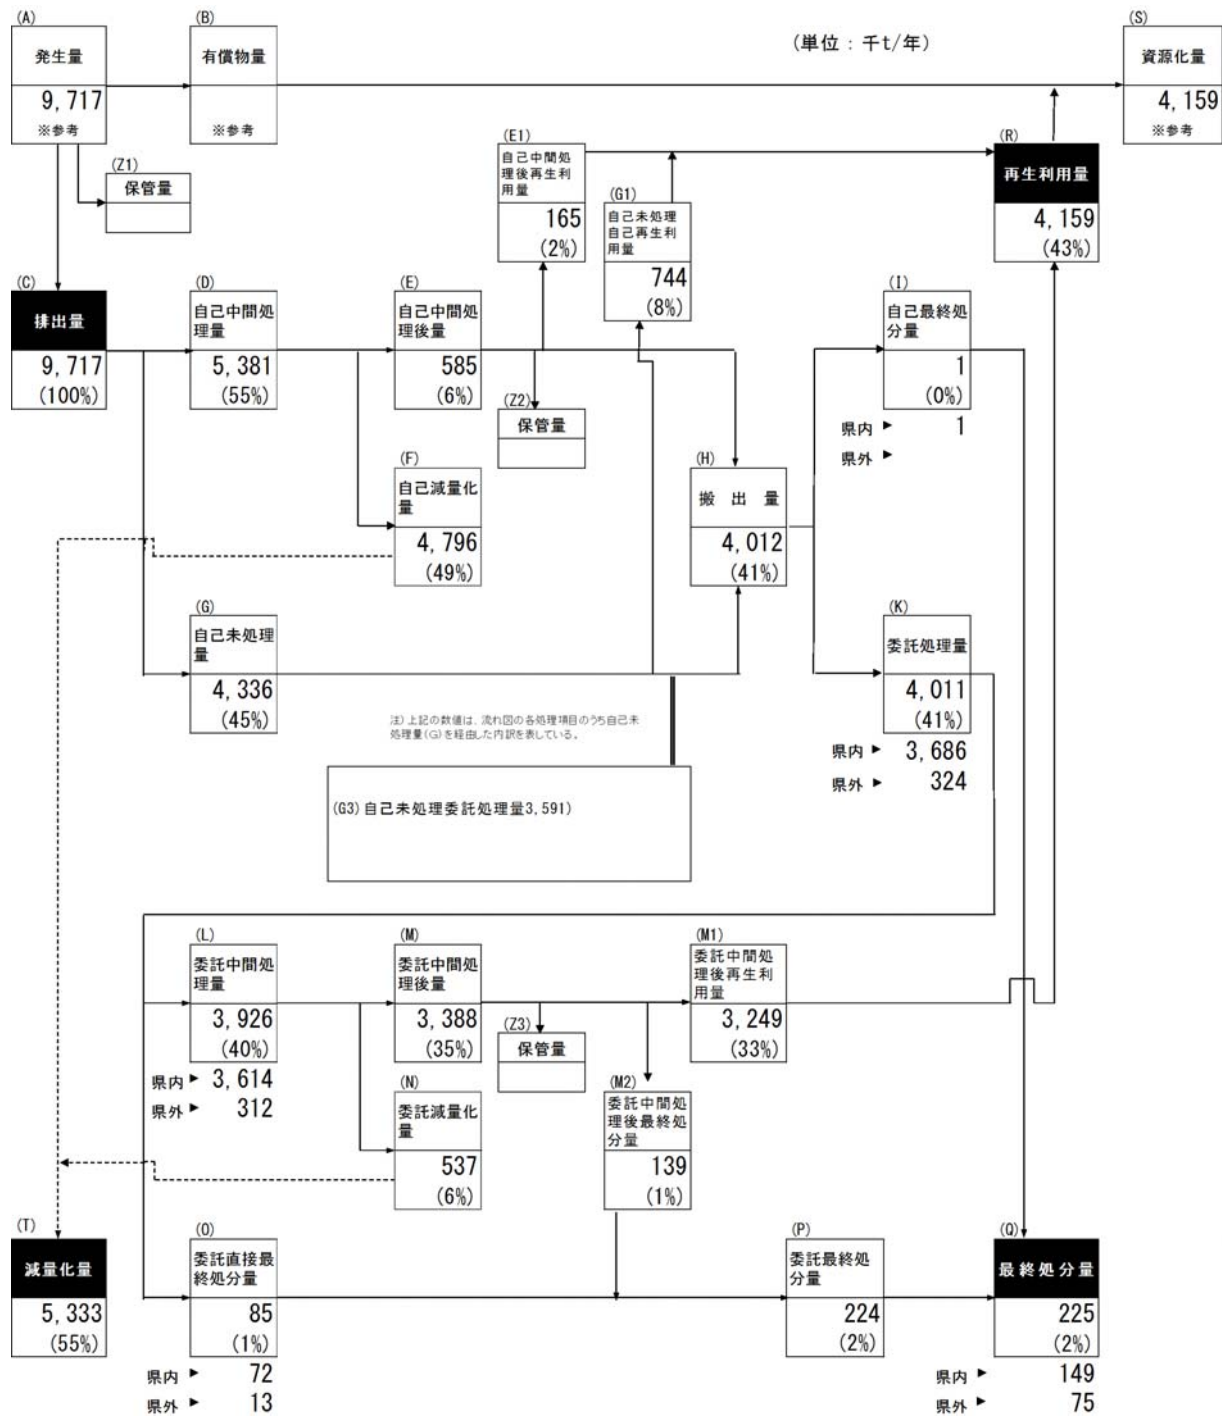 (A)
発生量
9,717
※参考
(B)
有償物量
※参考
(単位：千t/年)
(S)
資源化量
4,159
※参考
(Z1)
保管量
(E1)
自己中間処
理後再生利
用量
165
(2%)
(G1)
自己未処理
自己再生利
用量
744
(8%)
(R)
再生利用量
4,159
(43%)
(C)
排出量
9,717
(100%)
(D)
自己中間処
理量
5,381
(55%)
(E)
自己中間処
理後量
585
(6%)
(Z2)
保管量
(I)
自己最終処
分量
1
(0%)
県内 ▶ 1
県外 ▶
(F)
自己減量化
量
4,796
(49%)
(H)
搬出量
4,012
(41%)
(G)
自己未処理
量
4,336
(45%)
(K)
委託処理量
4,011
(41%)
県内 ▶ 3,686
県外 ▶ 324
注)上記の数値は、流れ図の各処理項目のうち自己未
処理量(G)を経由した内訳を表している。
(G3)自己未処理委託処理量3,591)
(L)
委託中間処
理量
3,926
(40%)
県内 ▶ 3,614
県外 ▶ 312
(M)
委託中間処
理後量
3,388
(35%)
(Z3)
保管量
(M1)
委託中間処
理後再生利
用量
3,249
(33%)
(N)
委託減量化
量
537
(6%)
(M2)
委託中間処
理後最終処
分量
139
(1%)
(T)
減量化量
5,333
(55%)
(O)
委託直接最
終処分量
85
(1%)
県内 ▶ 72
県外 ▶ 13
(P)
委託最終処
分量
224
(2%)
(Q)
最終処分量
225
(2%)
県内 ▶ 149
県外 ▶ 75